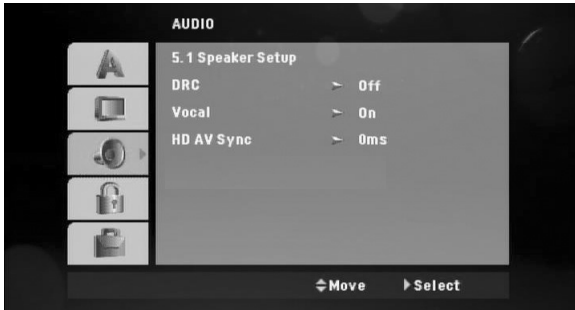 AUDIO
5.1 Speaker Setup
DRC Off
Vocal On
HD AV Sync 0ms
Move Select